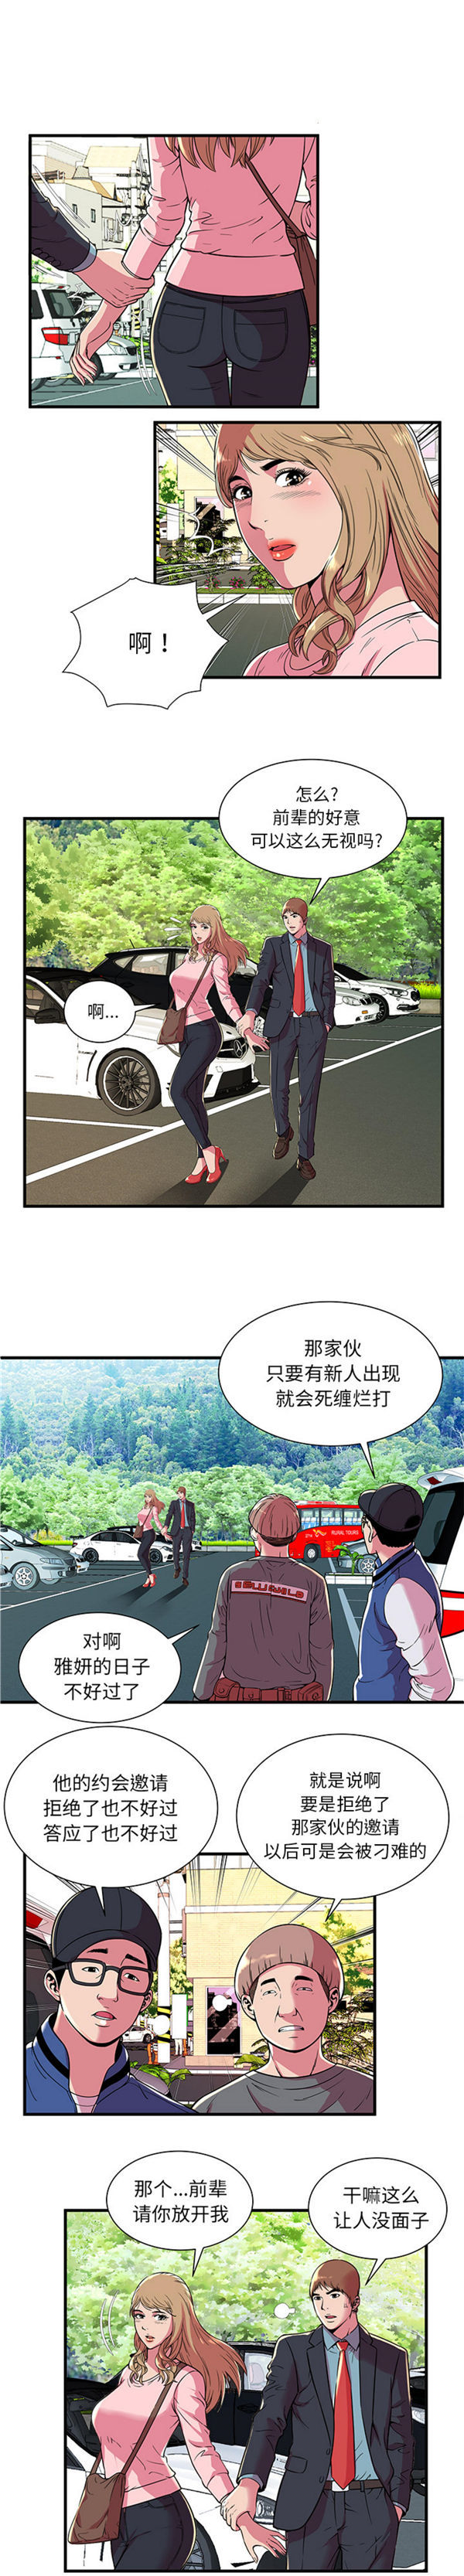 啊！
怎么?
前辈的好意
可以这么无视吗?
啊...
那家伙
只要有新人出现
就会死缠烂打
RURAL TOURS
对啊
雅妍的日子
不好过了
他的约会邀请
拒绝了也不好过
答应了也不好过
就是说啊
要是拒绝了
那家伙的邀请
以后可是会被刁难的
那个...前辈
请你放开我
干嘛这么
让人没面子